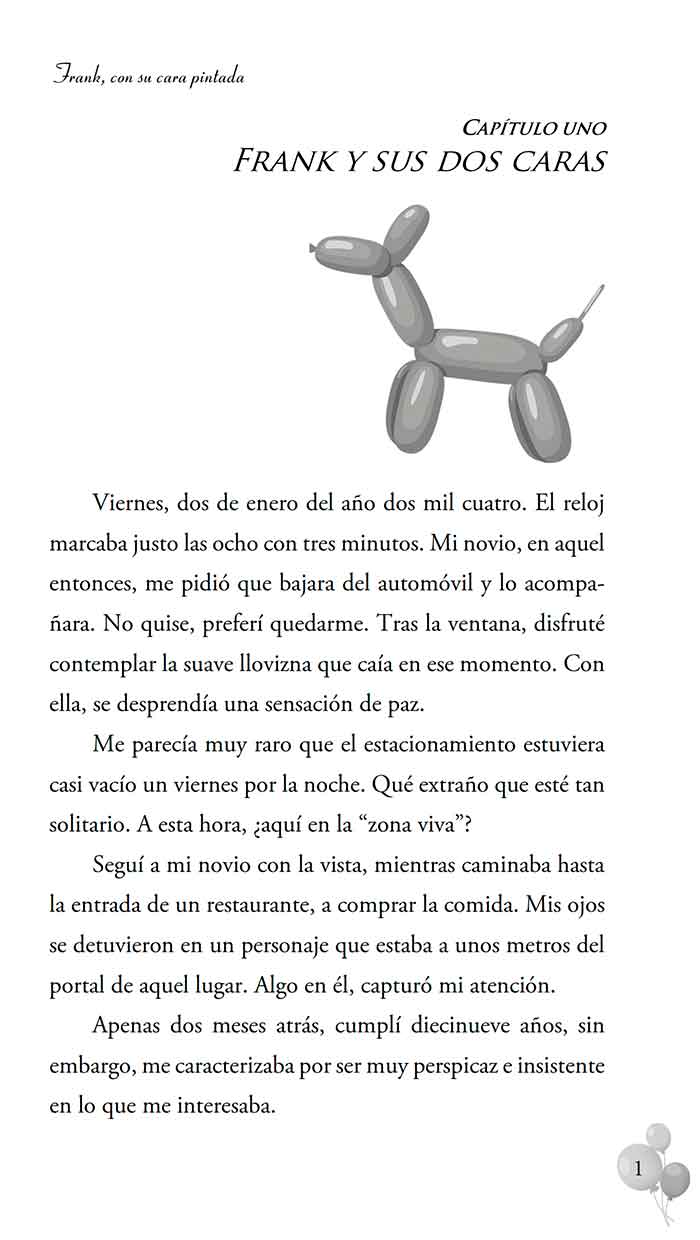 Frank, con su cara pintada
CAPÍTULO UNO
FRANK Y SUS DOS CARAS
Viernes, dos de enero del año dos mil cuatro. El reloj
marcaba justo las ocho con tres minutos. Mi novio, en aquel
entonces, me pidió que bajara del automóvil y lo acompa-
ñara. No quise, preferí quedarme. Tras la ventana, disfruté
contemplar la suave llovizna que caía en ese momento. Con
ella, se desprendía una sensación de paz.
Me parecía muy raro que el estacionamiento estuviera
casi vacío un viernes por la noche. Qué extraño que esté tan
solitario. A esta hora, ¿aquí en la “zona viva”?
Seguí a mi novio con la vista, mientras caminaba hasta
la entrada de un restaurante, a comprar la comida. Mis ojos
se detuvieron en un personaje que estaba a unos metros del
portal de aquel lugar. Algo en él, capturó mi atención.
Apenas dos meses atrás, cumplí diecinueve años, sin
embargo, me caracterizaba por ser muy perspicaz e insistente
en lo que me interesaba.
1